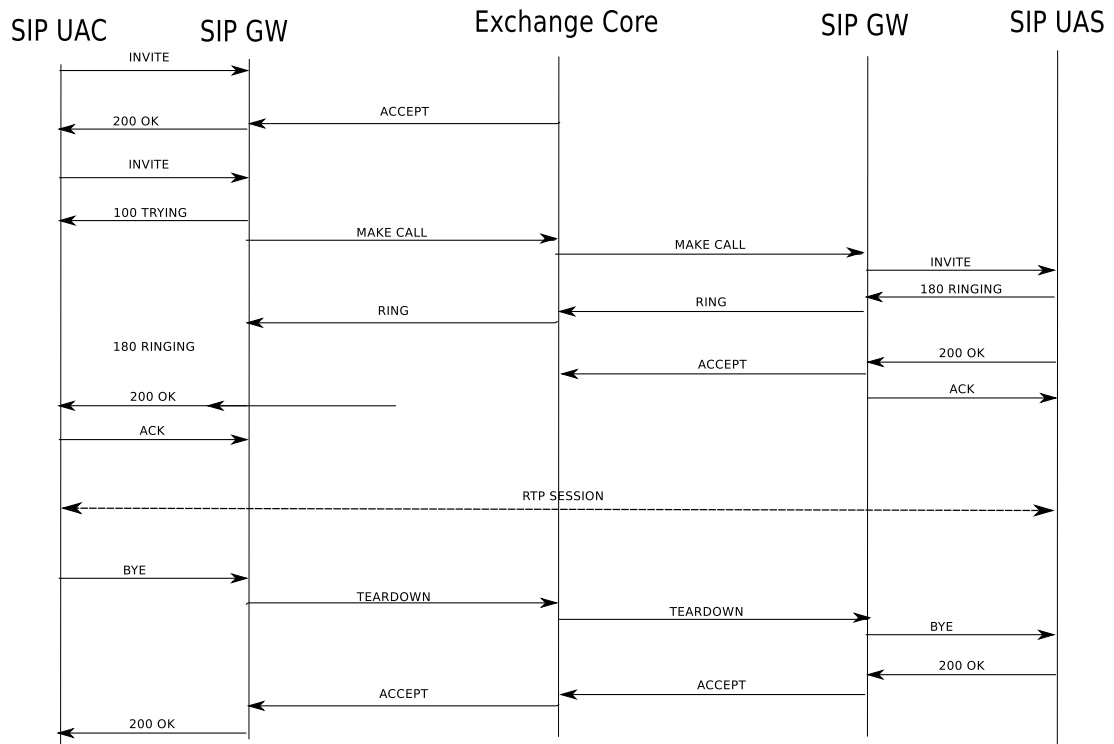 SIP UAC
SIP GW
Exchange Core
SIP GW
SIP UAS
INVITE
ACCEPT
200 OK
INVITE
100 TRYING
MAKE CALL
MAKE CALL
INVITE
180 RINGING
RING
RING
180 RINGING
200 OK
ACCEPT
ACK
200 OK
ACK
RTP SESSION
BYE
TEARDOWN
TEARDOWN
BYE
200 OK
ACCEPT
ACCEPT
200 OK